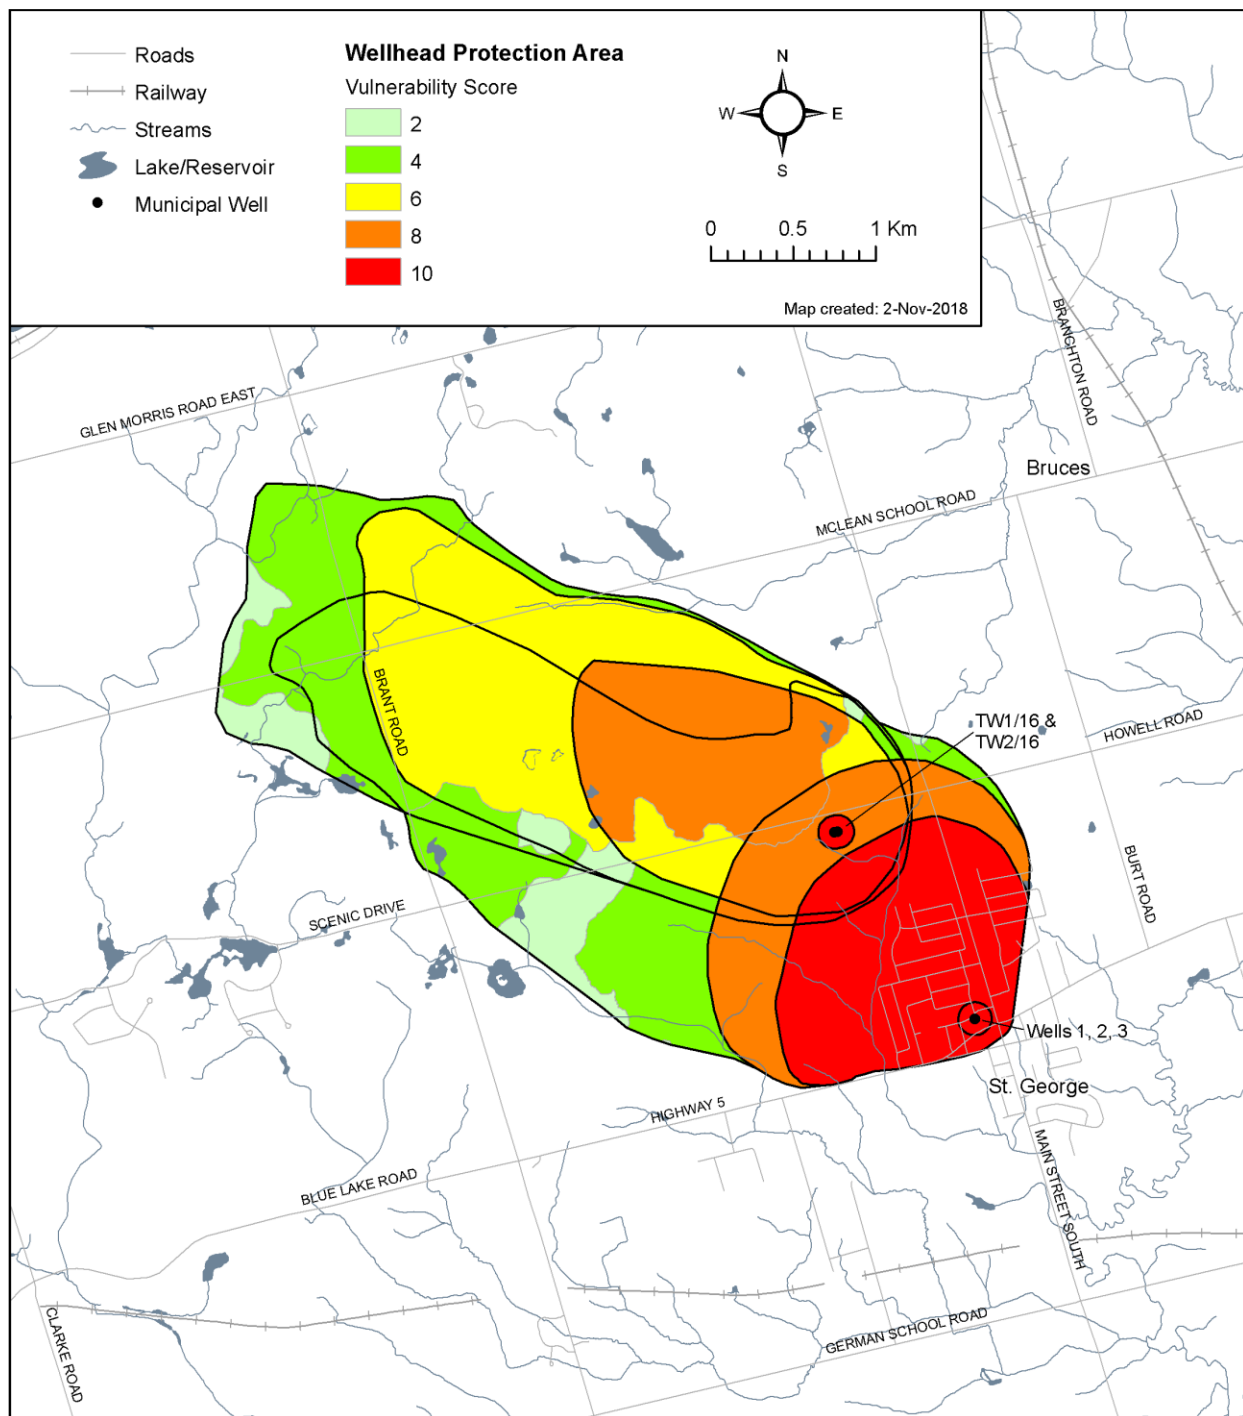 Roads
Railway
Streams
Lake/Reservoir
Municipal Well
Wellhead Protection Area
Vulnerability Score
2
4
6
8
10
N
W
E
S
0
0.5
1 Km
Map created: 2-Nov-2018
BRANCHTON ROAD
GLEN MORRIS ROAD EAST
Bruces
MCLEAN SCHOOL ROAD
BRANT ROAD
TW1/16 &
TW2/16
HOWELL ROAD
BURT ROAD
SCENIC DRIVE
Wells 1, 2, 3
St. George
HIGHWAY 5
BLUE LAKE ROAD
MAIN STREET SOUTH
GERMAN SCHOOL ROAD
CLARKE ROAD